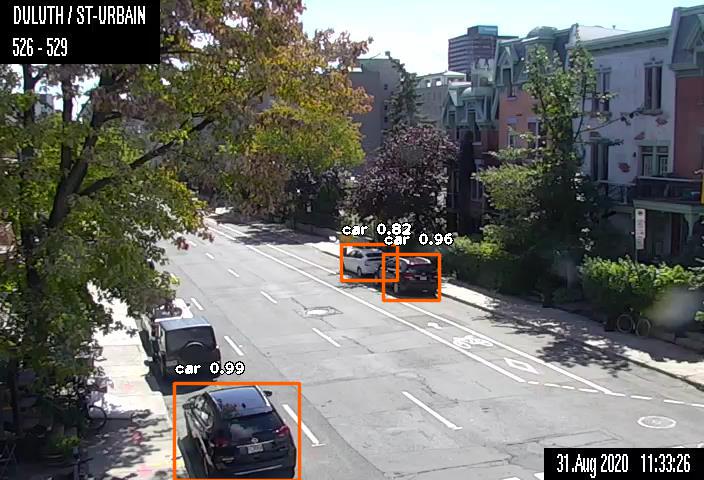 DULUTH / ST-URBAIN
526 - 529
car 0.82
car 0.96
car 0.99
31.Aug 2020 11:33:26